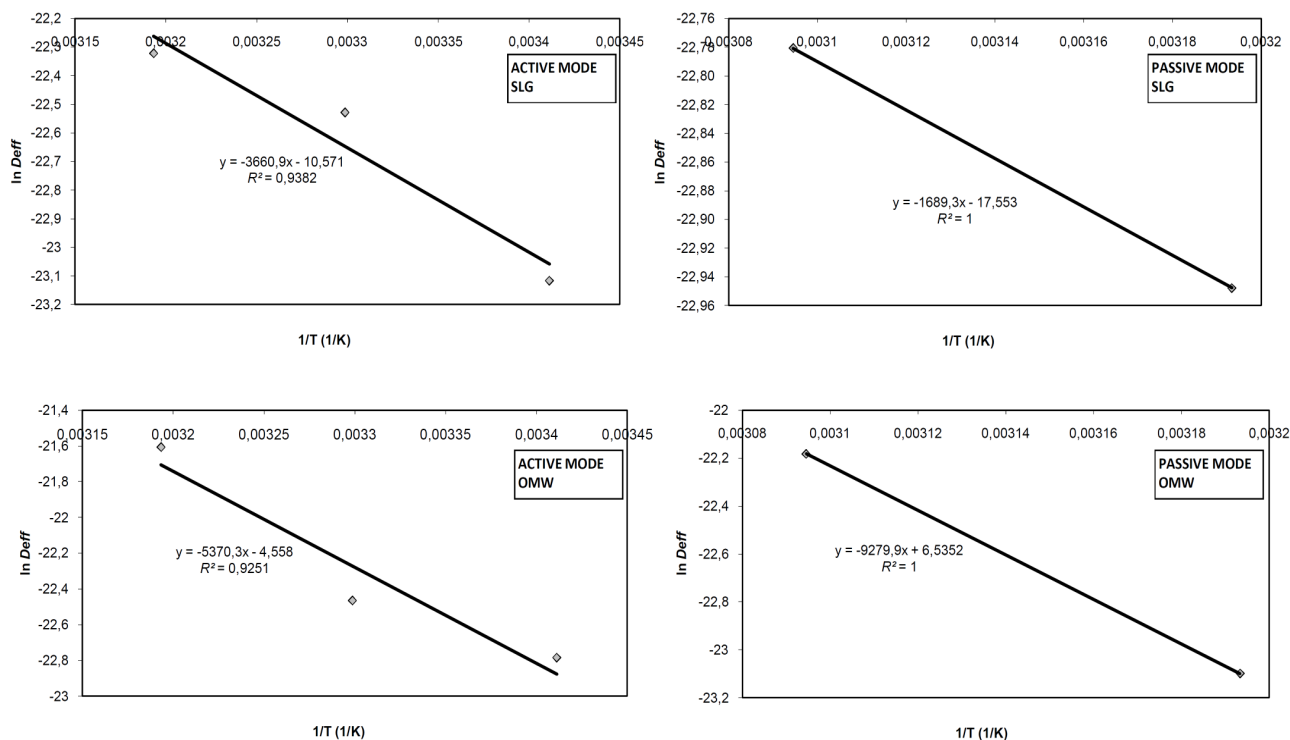 -22,2
-22,3
-22,4
-22,5
-22,6
-22,7
-22,8
-22,9
-23
-23,1
-23,2
0,00315 0,0032 0,00325 0,0033 0,00335 0,0034 0,00345
ACTIVE MODE
SLG
y = -3660,9x - 10,571
R² = 0,9382
ln Deff
1/T (1/K)
-22,76
-22,78
-22,80
-22,82
-22,84
-22,86
-22,88
-22,90
-22,92
-22,94
-22,96
0,00308 0,0031 0,00312 0,00314 0,00316 0,00318 0,0032
PASSIVE MODE
SLG
y = -1689,3x - 17,553
R² = 1
ln Deff
1/T (1/K)
-21,4
-21,6
-21,8
-22
-22,2
-22,4
-22,6
-22,8
-23
0,00315 0,0032 0,00325 0,0033 0,00335 0,0034 0,00345
ACTIVE MODE
OMW
y = -5370,3x - 4,558
R² = 0,9251
ln Deff
1/T (1/K)
-22
-22,2
-22,4
-22,6
-22,8
-23
-23,2
0,00308 0,0031 0,00312 0,00314 0,00316 0,00318 0,0032
PASSIVE MODE
OMW
y = -9279,9x + 6,5352
R² = 1
ln Deff
1/T (1/K)